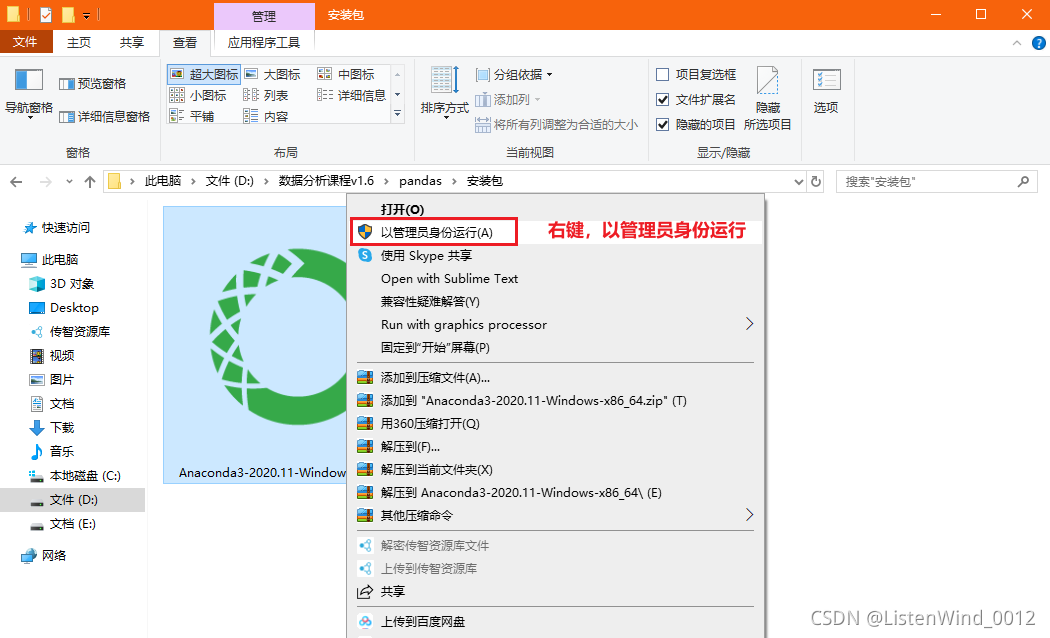 管理
安装包
文件
主页
共享
查看
应用程序工具
导航窗格
预览窗格
详细信息窗格
窗格
超大图标
大图标
中图标
小图标
列表
详细信息
平铺
内容
布局
排序方式
分组依据
添加列
将所有列调整为合适的大小
当前视图
项目复选框
文件扩展名
隐藏的项目
隐藏
所选项目
显示/隐藏
选项
此电脑 › 文件 (D:) › 数据分析课程v1.6 › pandas › 安装包
搜索"安装包"
快速访问
此电脑
3D 对象
Desktop
传智资源库
视频
图片
文档
下载
音乐
本地磁盘 (C:)
文件 (D:)
文档 (E:)
网络
Anaconda3-2020.11-Window
打开(O)
以管理员身份运行(A)
右键，以管理员身份运行
使用 Skype 共享
Open with Sublime Text
兼容性疑难解答(Y)
Run with graphics processor
固定到"开始"屏幕(P)
添加到压缩文件(A)...
添加到 "Anaconda3-2020.11-Windows-x86_64.zip" (T)
用360压缩打开(Q)
解压到(F)...
解压到当前文件夹(X)
解压到 Anaconda3-2020.11-Windows-x86_64\ (E)
其他压缩命令
解密传智资源库文件
上传到传智资源库
共享
上传到百度网盘
CSDN @ListenWind_0012